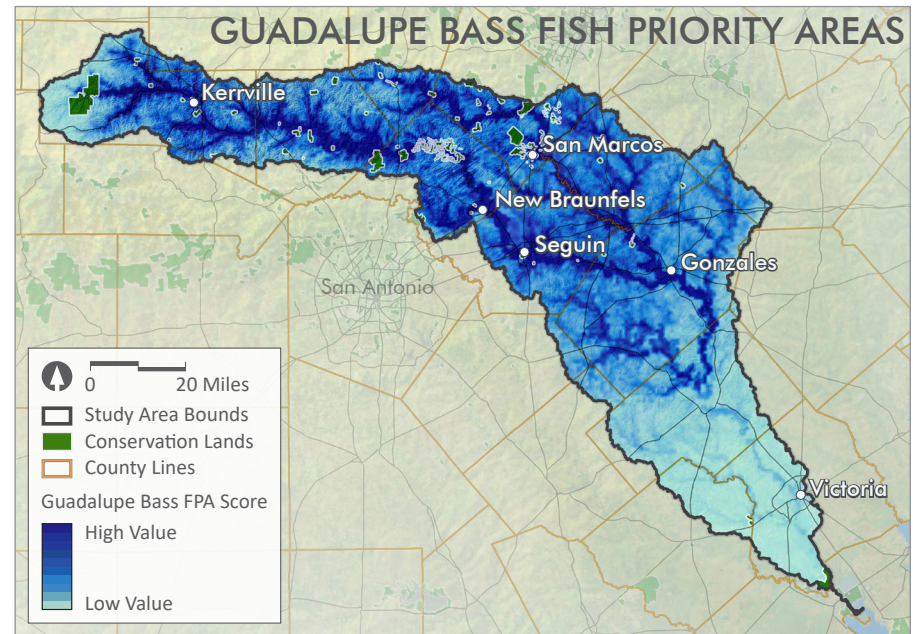 GUADALUPE BASS FISH PRIORITY AREAS
Kerrville
San Marcos
New Braunfels
Seguin
Gonzales
San Antonio
Victoria
0 20 Miles
Study Area Bounds
Conservation Lands
County Lines
Guadalupe Bass FPA Score
High Value
Low Value